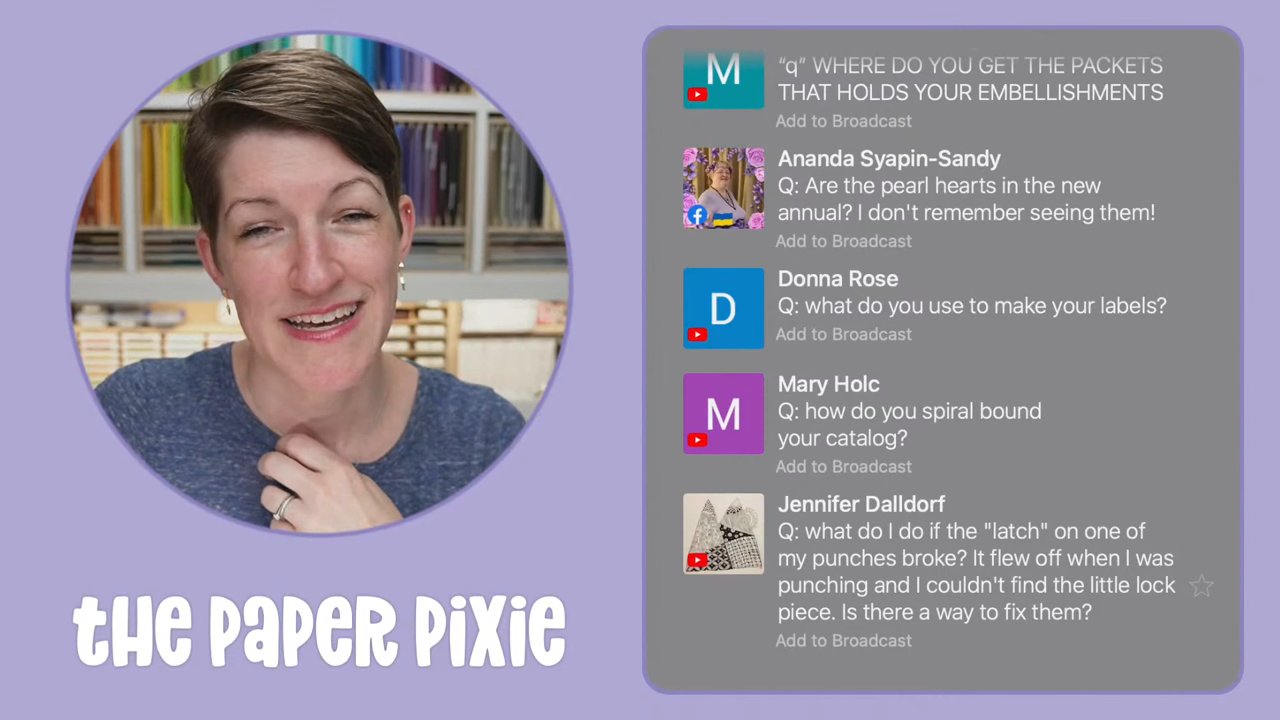 "q" WHERE DO YOU GET THE PACKETS
THAT HOLDS YOUR EMBELLISHMENTS
Add to Broadcast
Ananda Syapin-Sandy
Q: Are the pearl hearts in the new
annual? I don't remember seeing them!
Add to Broadcast
Donna Rose
Q: what do you use to make your labels?
Add to Broadcast
Mary Holc
Q: how do you spiral bound
your catalog?
Add to Broadcast
Jennifer Dalldorf
Q: what do I do if the "latch" on one of
my punches broke? It flew off when I was
punching and I couldn't find the little lock
piece. Is there a way to fix them?
Add to Broadcast
M
D
M
the paper pixie